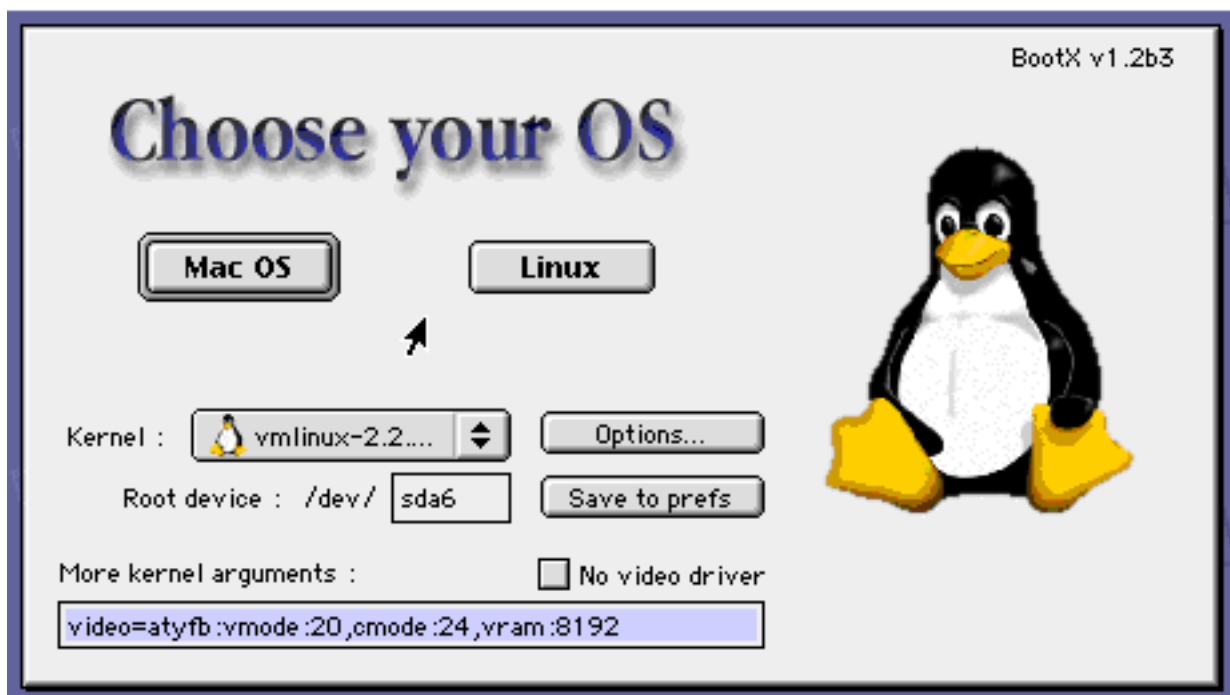 BootX v1.2b3
Choose your OS
Mac OS
Linux
Kernel :
vmlinux-2.2....
Options...
Root device : /dev/
sda6
Save to prefs
More kernel arguments :
No video driver
video=atyfb:vmode:20,cmode:24,vram:8192